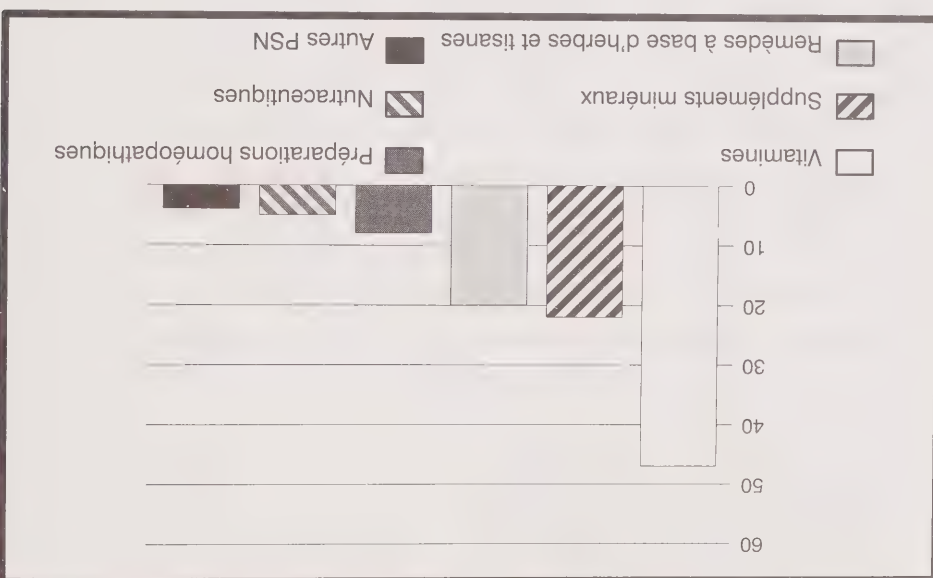 60
50
40
30
20
10
0
Vitamines
Préparations homéopathiques
Suppléments minéraux
Nutraceutiques
Remèdes à base d'herbes et tisanes
Autres PSN